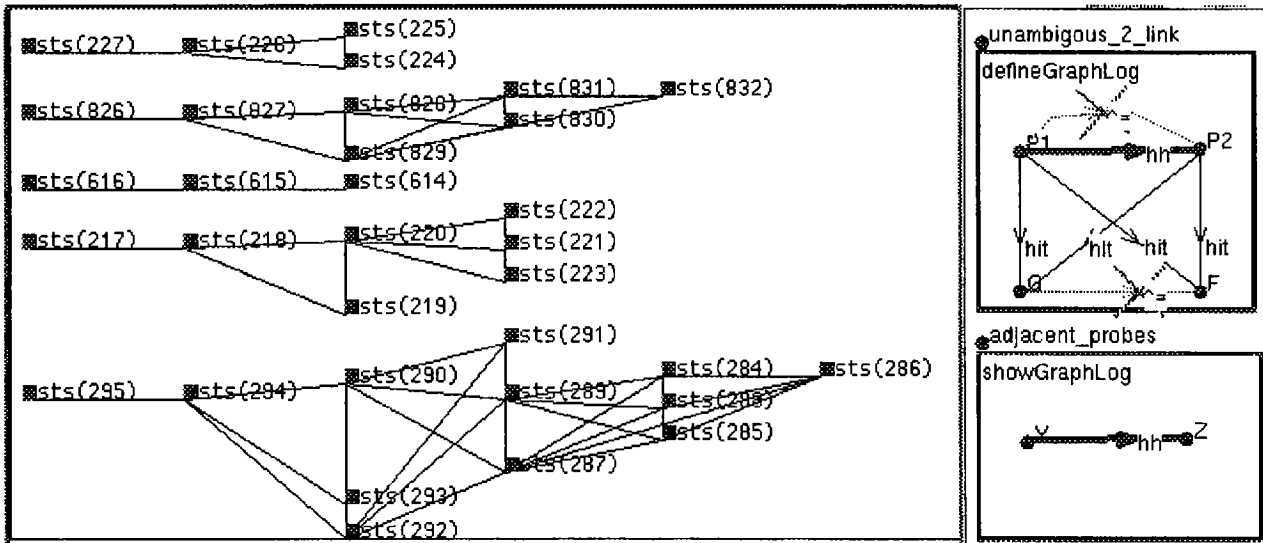 sts(227)
sts(228)
sts(225)
sts(224)
sts(826)
sts(827)
sts(828)
sts(831)
sts(832)
sts(830)
sts(829)
sts(616)
sts(615)
sts(614)
sts(217)
sts(218)
sts(220)
sts(222)
sts(221)
sts(223)
sts(219)
sts(295)
sts(294)
sts(290)
sts(291)
sts(289)
sts(284)
sts(286)
sts(285)
sts(287)
sts(293)
sts(292)
unambigous_2_link
defineGraphLog
=
P1
P2
hh
hit
hit
hit
hit
G
F
=
adjacent_probes
showGraphLog
Y
hh
Z